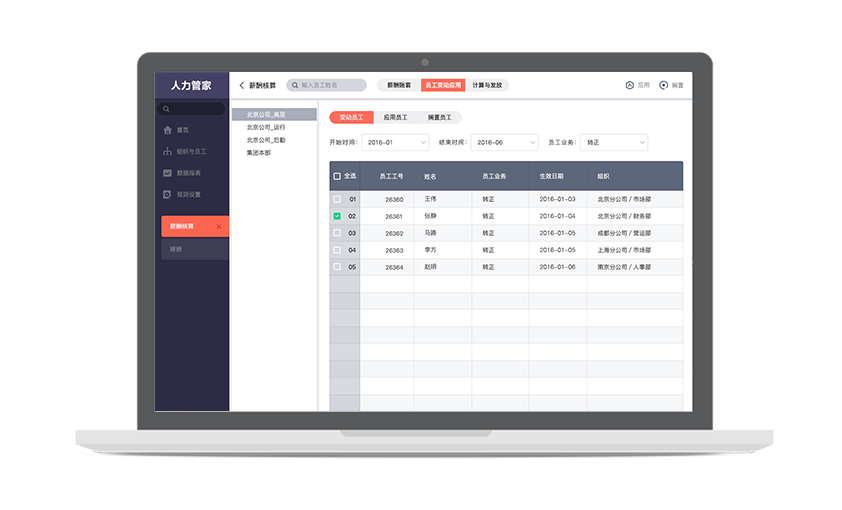 人力管家
薪酬核算
输入员工姓名
薪酬账套 员工变动应用 计算与发放
应用 搁置
首页
组织与员工
数据报表
规则设置
薪酬核算
排班
北京公司_高层
北京公司_运行
北京公司_后勤
集团本部
变动员工 应用员工 搁置员工
开始时间: 2016-01 结束时间: 2016-06 员工业务: 转正
全选 员工工号 姓名 员工业务 生效日期 组织
01 26360 王伟 转正 2016-01-03 北京分公司 / 市场部
02 26361 张静 转正 2016-01-04 北京分公司 / 财务部
03 26362 马路 转正 2016-01-05 成都分公司 / 营运部
04 26363 李方 转正 2016-01-05 上海分公司 / 市场部
05 26364 赵明 转正 2016-01-06 南京分公司 / 人事部